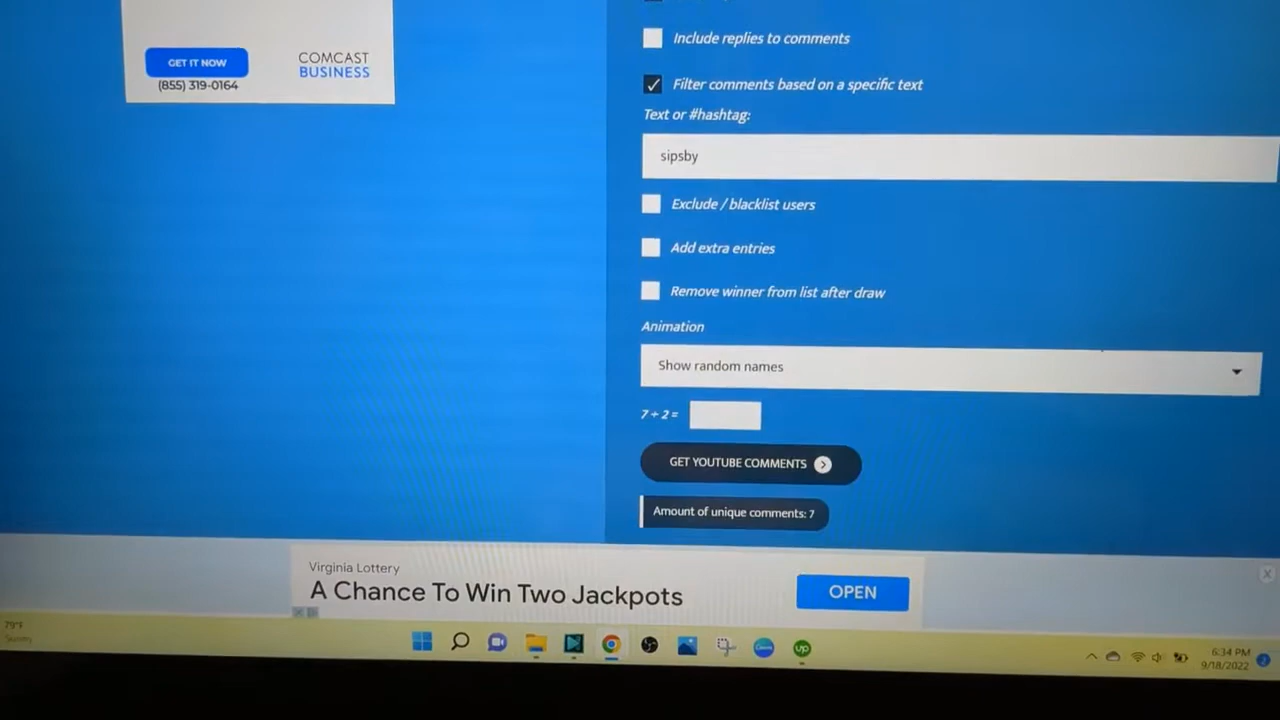 GET IT NOW
(855) 319-0164
COMCAST
BUSINESS
Include replies to comments
Filter comments based on a specific text
Text or #hashtag:
sipsby
Exclude / blacklist users
Add extra entries
Remove winner from list after draw
Animation
Show random names
7 + 2 =
GET YOUTUBE COMMENTS
Amount of unique comments: 7
Virginia Lottery
A Chance To Win Two Jackpots
OPEN
79°F
Sunny
up
6:34 PM
9/18/2022